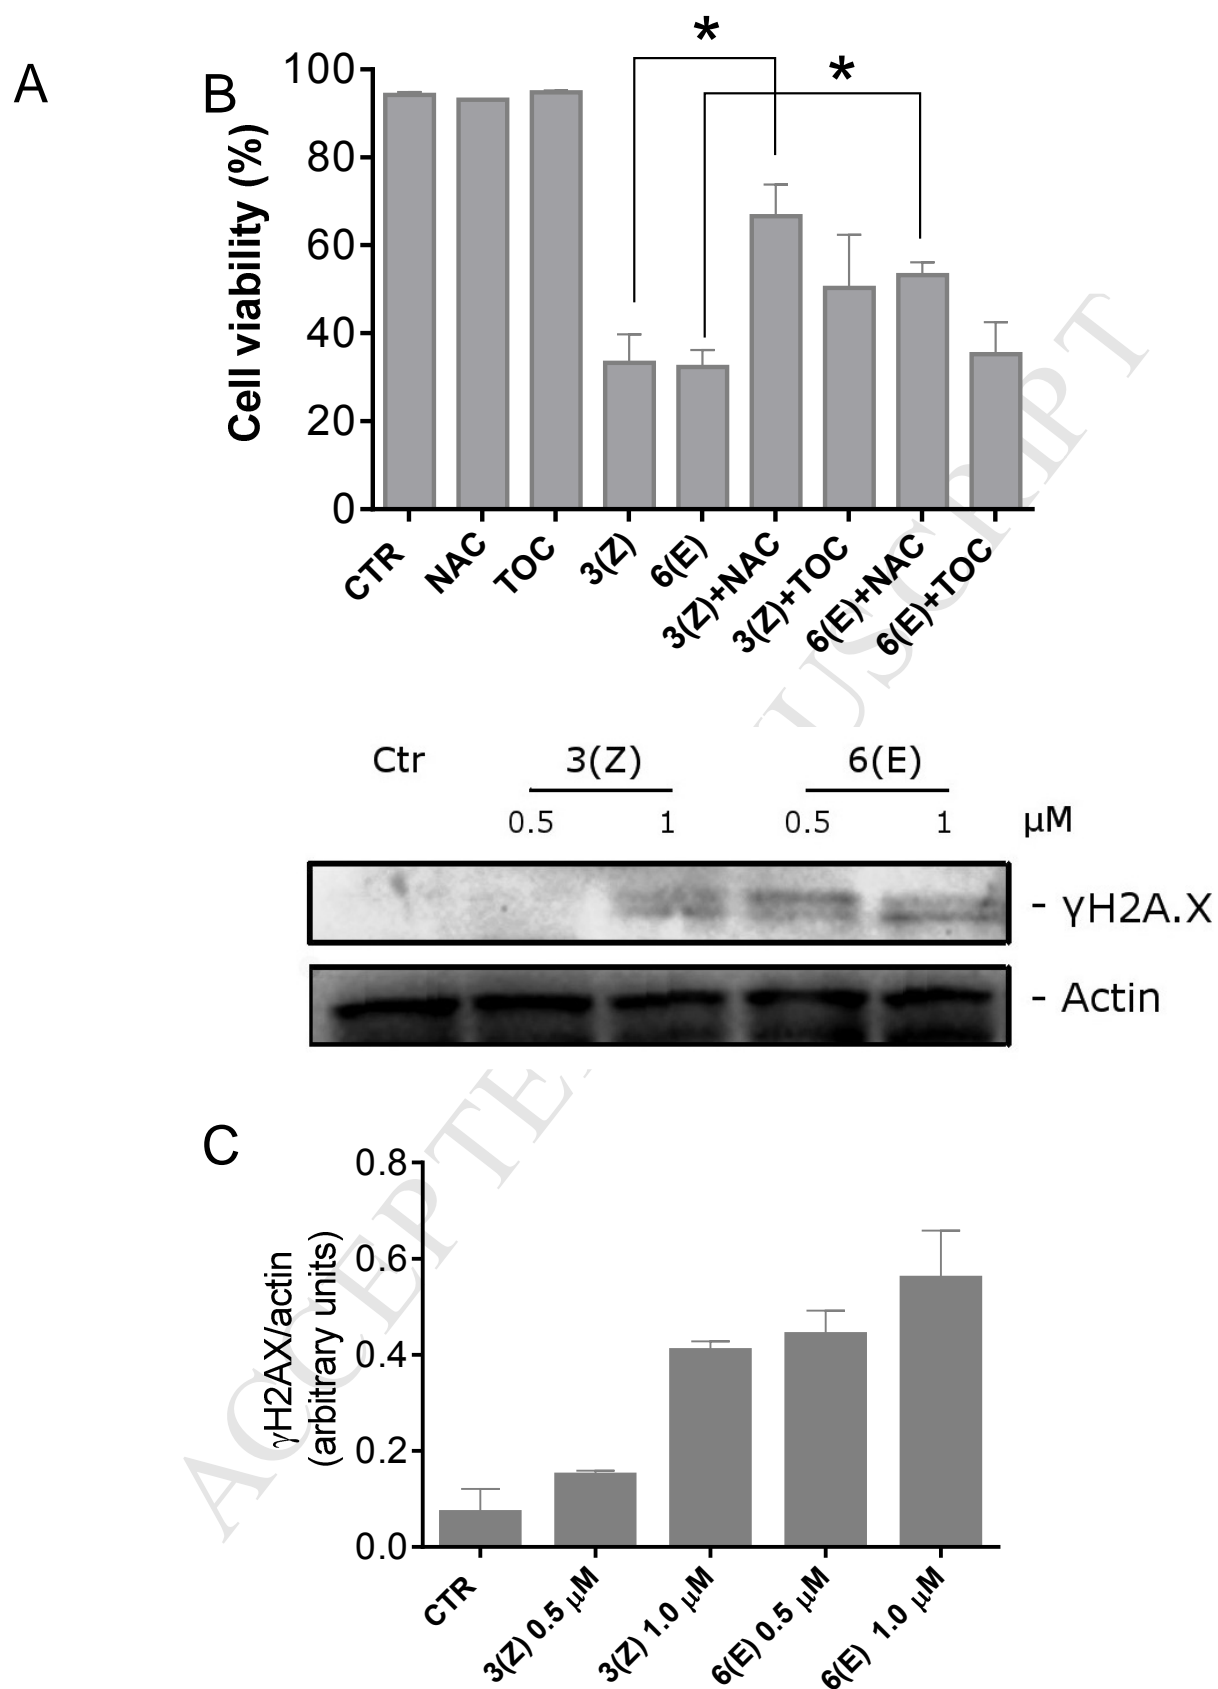 A
B
*
*
Cell viability (%)
100
80
60
40
20
0
CTR
NAC
TOC
3(Z)
6(E)
3(Z)+NAC
3(Z)+TOC
6(E)+NAC
6(E)+TOC
Ctr 3(Z) 6(E)
0.5 1 0.5 1 μM
- γH2A.X
- Actin
C
γH2AX/actin
(arbitrary units)
0.8
0.6
0.4
0.2
0.0
CTR
3(Z) 0.5 μM
3(Z) 1.0 μM
6(E) 0.5 μM
6(E) 1.0 μM
ACCEPTE
USCRIPT